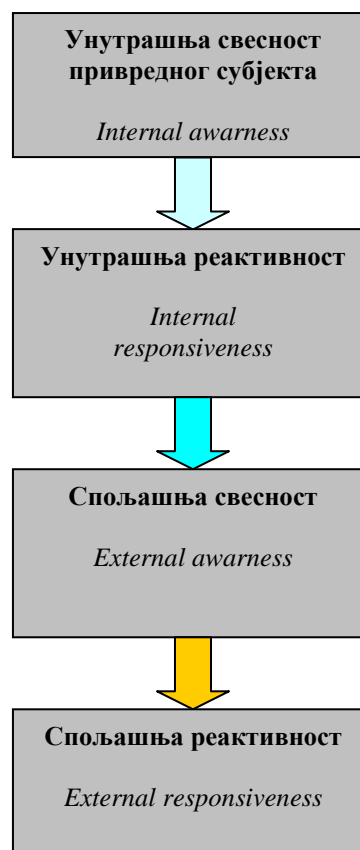 Унутрашња свесност
привредног субјекта
Internal awarness
Унутрашња реактивност
Internal
responsiveness
Спољашња свесност
External awarness
Спољашња реактивност
External responsiveness